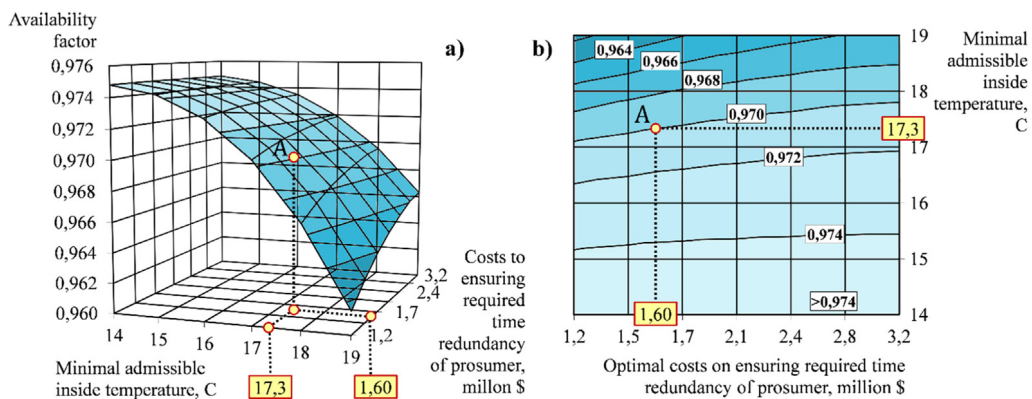 Availability
factor
0,976
0,974
0,972
0,970
0,968
0,966
0,964
0,962
0,960
a)
A
14
15
16
17
18
19
1,2
1,7
2,4
3,2
Costs to
ensuring
required
time
redundancy
of prosumer,
millon $
Minimal admissible
inside temperature, C
17,3
1,60
b)
0,964
0,966
0,968
0,970
0,972
0,974
>0,974
A
19
18
17,3
17
16
15
14
Minimal
admissible
inside
temperature,
C
1,2
1,5
1,60
1,7
2,1
2,4
2,8
3,2
Optimal costs on ensuring required time
redundancy of prosumer, million $